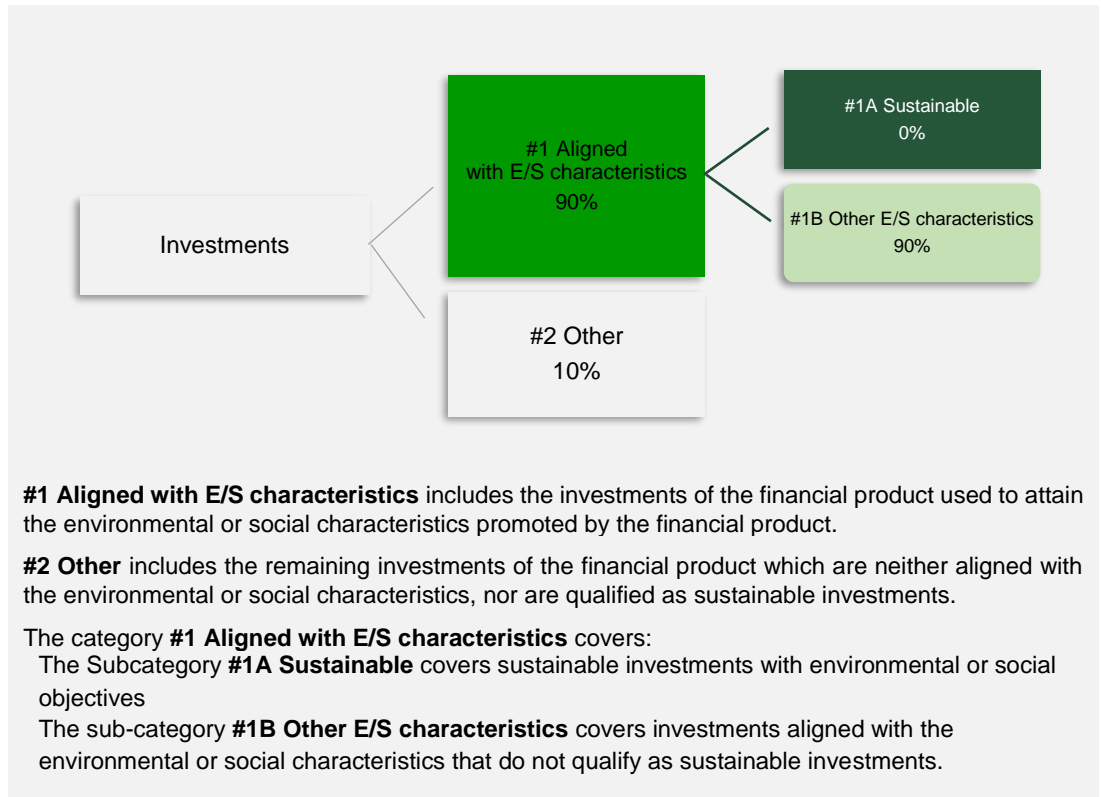 #1A Sustainable
0%
#1 Aligned
with E/S characteristics
90%
#1B Other E/S characteristics
90%
Investments
#2 Other
10%
#1 Aligned with E/S characteristics includes the investments of the financial product used to attain
the environmental or social characteristics promoted by the financial product.
#2 Other includes the remaining investments of the financial product which are neither aligned with
the environmental or social characteristics, nor are qualified as sustainable investments.
The category #1 Aligned with E/S characteristics covers:
The Subcategory #1A Sustainable covers sustainable investments with environmental or social
objectives
The sub-category #1B Other E/S characteristics covers investments aligned with the
environmental or social characteristics that do not qualify as sustainable investments.